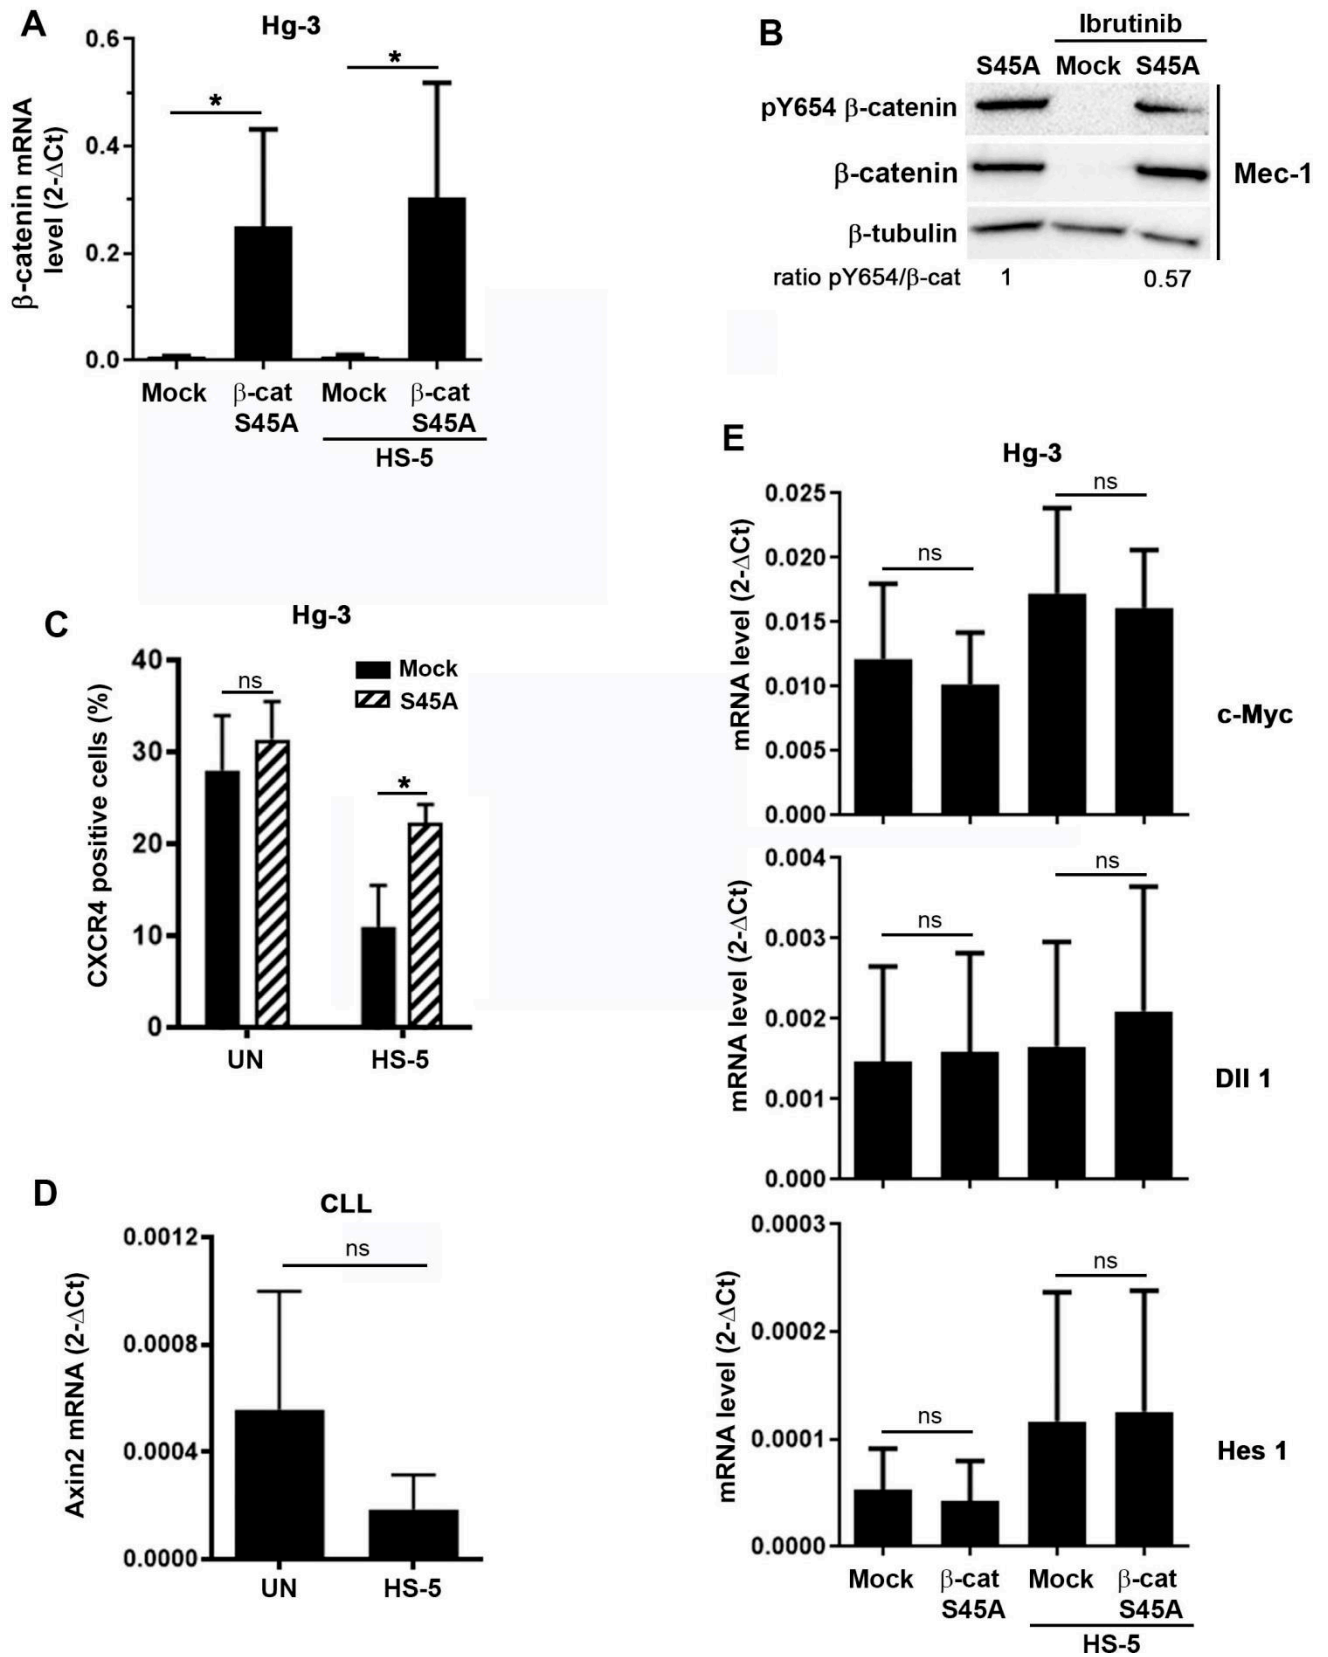 A
Hg-3
β-catenin mRNA
level (2-ΔCt)
0.6
0.4
0.2
0.0
*
*
Mock
β-cat
S45A
Mock
β-cat
S45A
HS-5
B
Ibrutinib
S45A Mock S45A
pY654 β-catenin
β-catenin
β-tubulin
Mec-1
ratio pY654/β-cat 1 0.57
C
Hg-3
CXCR4 positive cells (%)
40
30
20
10
0
ns
*
Mock
S45A
UN
HS-5
D
CLL
Axin2 mRNA (2-ΔCt)
0.0012
0.0008
0.0004
0.0000
ns
UN
HS-5
E
Hg-3
mRNA level (2-ΔCt)
0.025
0.020
0.015
0.010
0.005
0.000
ns
ns
c-Myc
mRNA level (2-ΔCt)
0.004
0.003
0.002
0.001
0.000
ns
ns
Dll 1
mRNA level (2-ΔCt)
0.0003
0.0002
0.0001
0.0000
ns
ns
Hes 1
Mock
β-cat
S45A
Mock
β-cat
S45A
HS-5